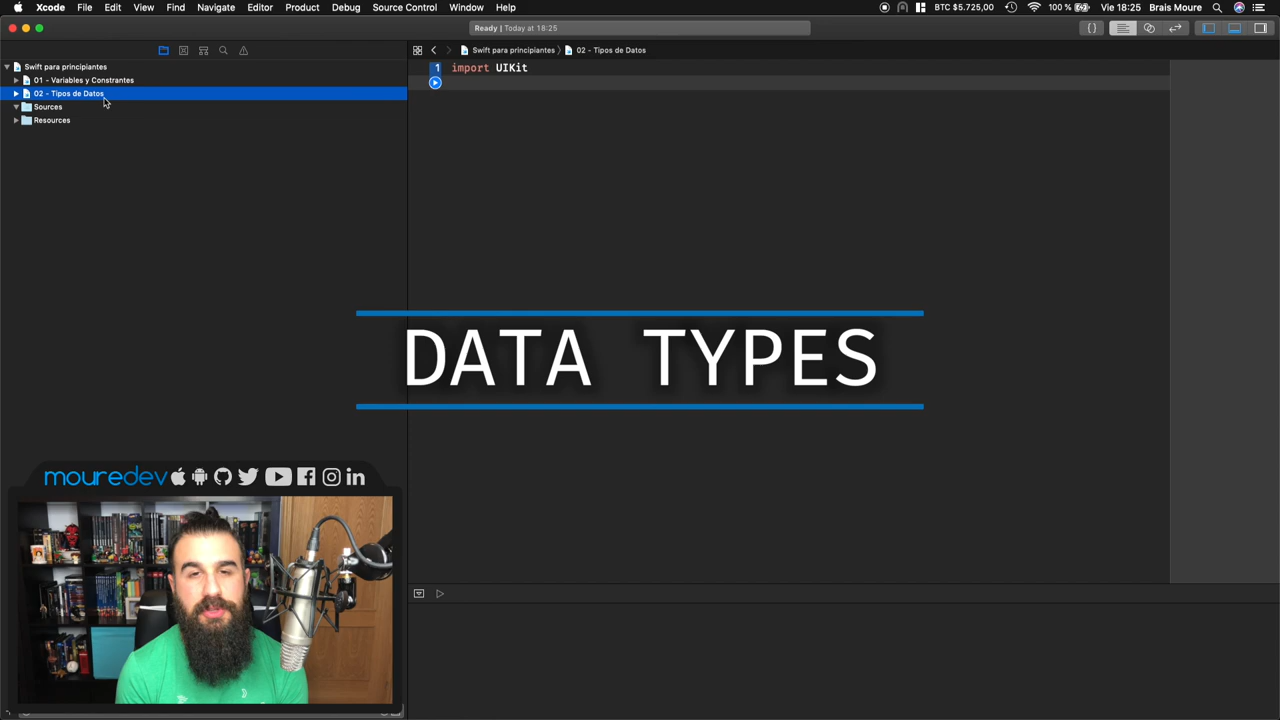 Xcode File Edit View Find Navigate Editor Product Debug Source Control Window Help BTC $5.725,00 100 % Vie 18:25 Brais Moure
Ready | Today at 18:25
Swift para principiantes 02 - Tipos de Datos
Swift para principiantes
01 - Variables y Constrantes
02 - Tipos de Datos
Sources
Resources
1 import UIKit
DATA TYPES
mouredev